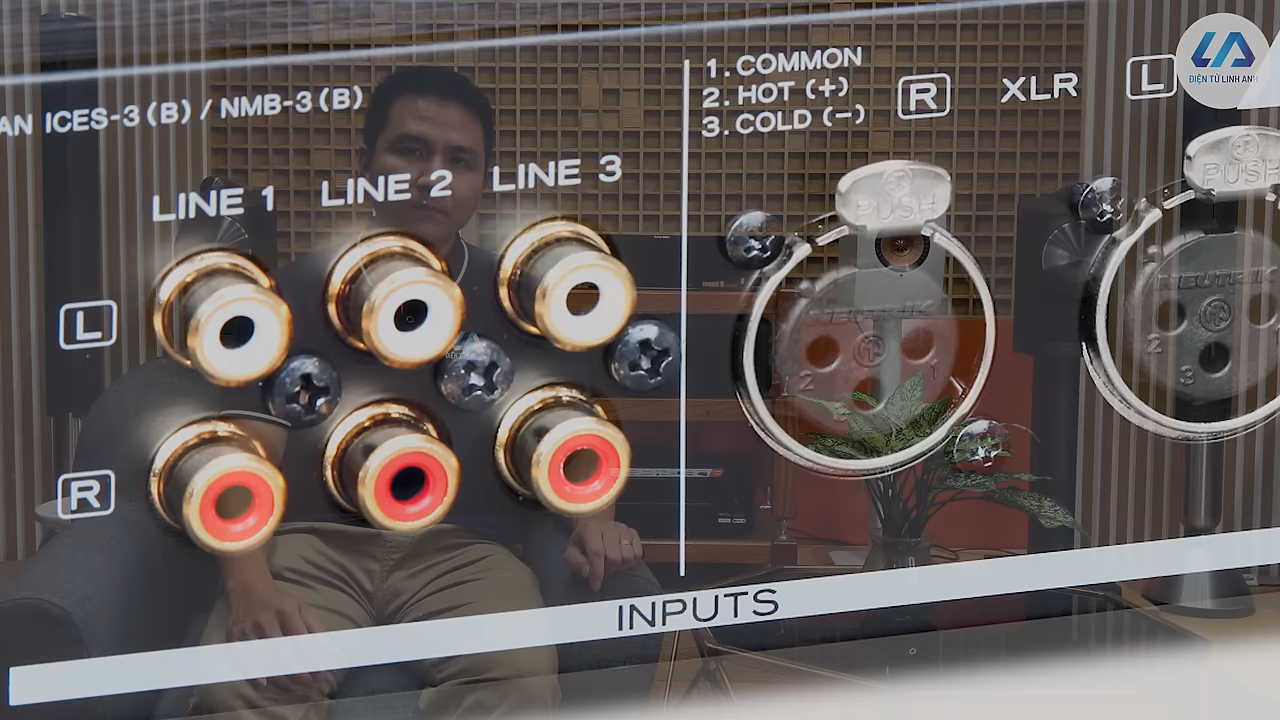 AN ICES-3 (B) / NMB-3 (B)
1. COMMON
2. HOT (+)
3. COLD (-)
R XLR L
ĐIỆN TỬ LINH ANH
LINE 1 LINE 2 LINE 3
PUSH
PUSH
L
NEUTRIK
2
1
2
3
R
INPUTS